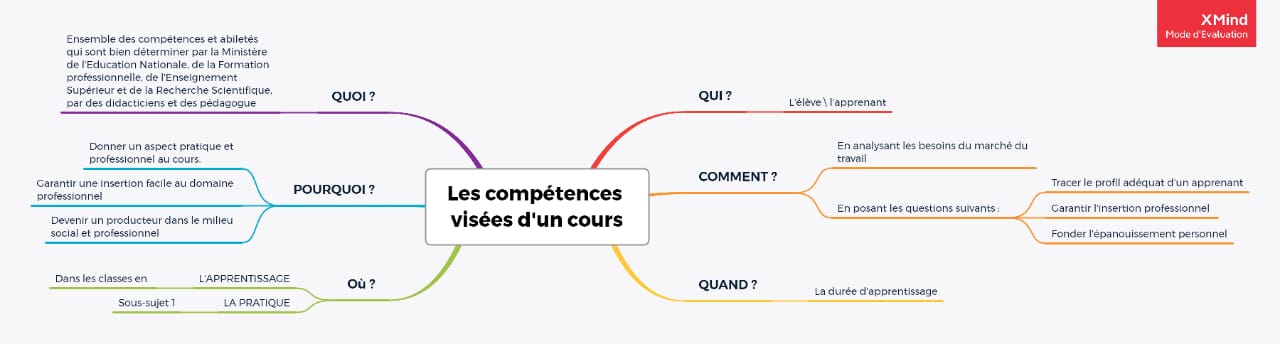 XMind
Mode d'Évaluation
Ensemble des compétences et abiletés
qui sont bien déterminer par la Ministère
de l'Education Nationale, de la Formation
professionnelle, de l'Enseignement
Supérieur et de la Recherche Scientifique,
par des didacticiens et des pédagogue
QUOI ?
Donner un aspect pratique et
professionnel au cours.
Garantir une insertion facile au domaine
professionnel
Devenir un producteur dans le milieu
social et professionnel
POURQUOI ?
Dans les classes en
L'APPRENTISSAGE
Sous-sujet 1
LA PRATIQUE
Où ?
Les compétences
visées d'un cours
QUI ?
L'élève \ l'apprenant
COMMENT ?
En analysant les besoins du marché du
travail
En posant les questions suivants :
Tracer le profil adéquat d'un apprenant
Garantir l'insertion professionnel
Fonder l'épanouissement personnel
QUAND ?
La durée d'apprentissage